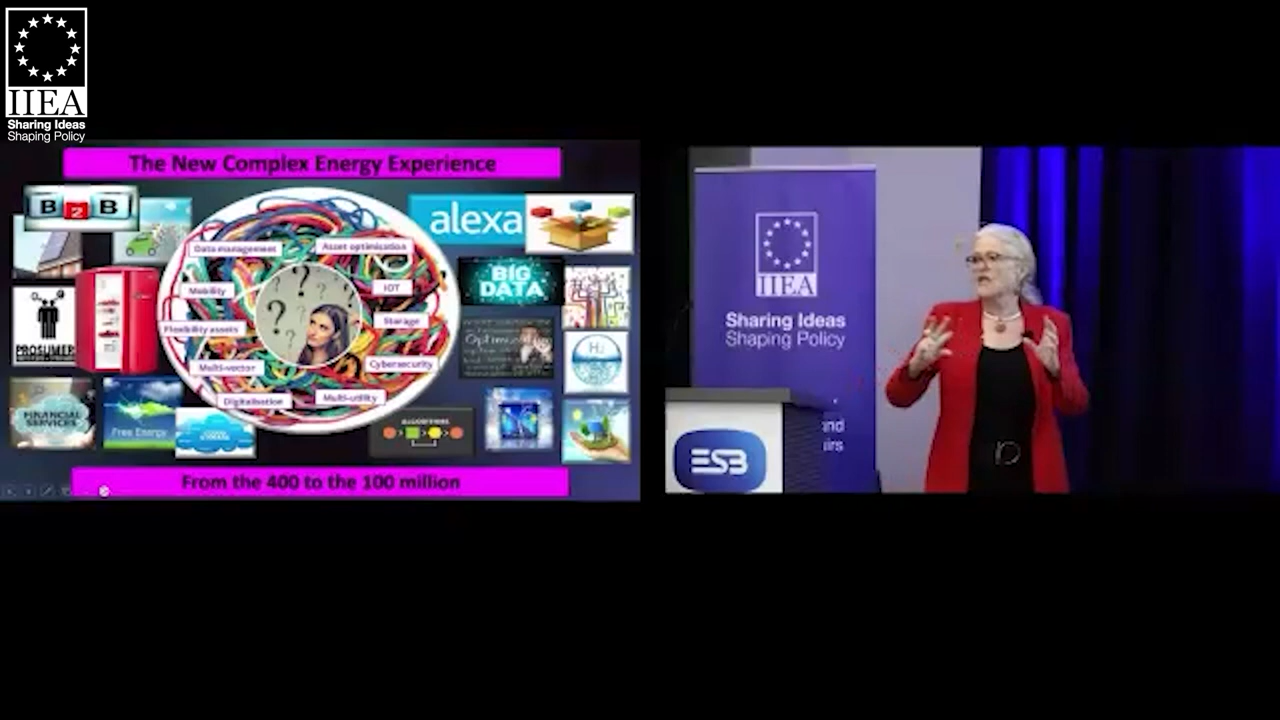 IIEA
Sharing Ideas
Shaping Policy
The New Complex Energy Experience
B2B
alexa
Data management
Asset optimisation
BIG
DATA
Mobility
IOT
Storage
PROSUMER
Flexibility assets
Optimization
Multi-vector
Cybersecurity
H₂
Digitalisation
Multi-utility
FINANCIAL
SERVICES
Free Energy
ALGORITHMS
From the 400 to the 100 million
IIEA
Sharing Ideas
Shaping Policy
ESB